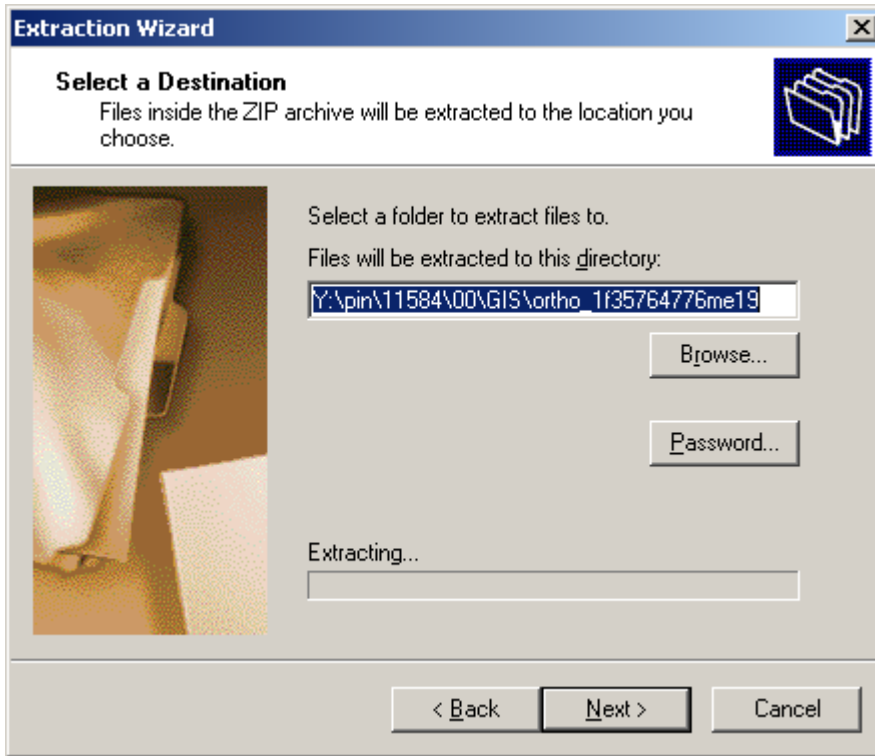 Extraction Wizard
Select a Destination
Files inside the ZIP archive will be extracted to the location you
choose.
Select a folder to extract files to.
Files will be extracted to this directory:
Y:\pin\11584\00\GIS\ortho_1f35764776me19
Browse...
Password...
Extracting...
< Back
Next >
Cancel